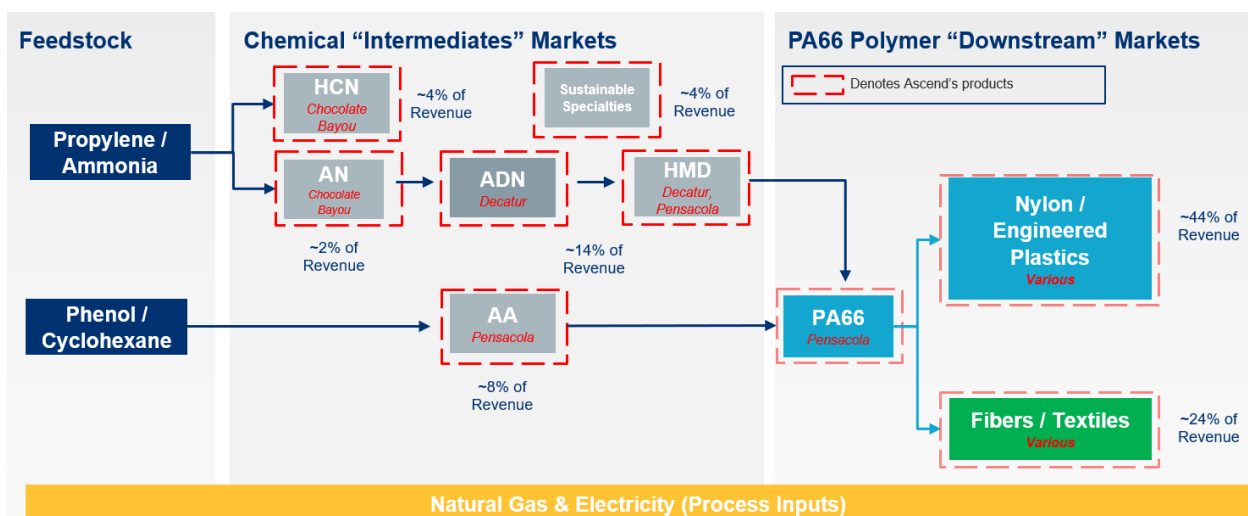 Feedstock
Chemical “Intermediates” Markets
PA66 Polymer “Downstream” Markets
Denotes Ascend’s products
HCN
Chocolate
Bayou
~4% of
Revenue
Sustainable
Specialties
~4% of
Revenue
Propylene /
Ammonia
AN
Chocolate
Bayou
ADN
Decatur
HMD
Decatur,
Pensacola
~2% of
Revenue
~14% of
Revenue
Nylon /
Engineered
Plastics
Various
~44% of
Revenue
Phenol /
Cyclohexane
AA
Pensacola
~8% of
Revenue
PA66
Pensacola
Fibers / Textiles
Various
~24% of
Revenue
Natural Gas & Electricity (Process Inputs)